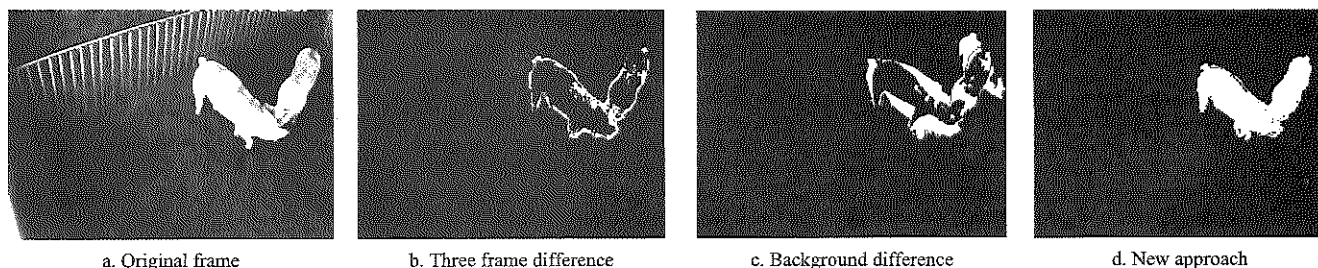 a. Original frame
b. Three frame difference
c. Background difference
d. New approach